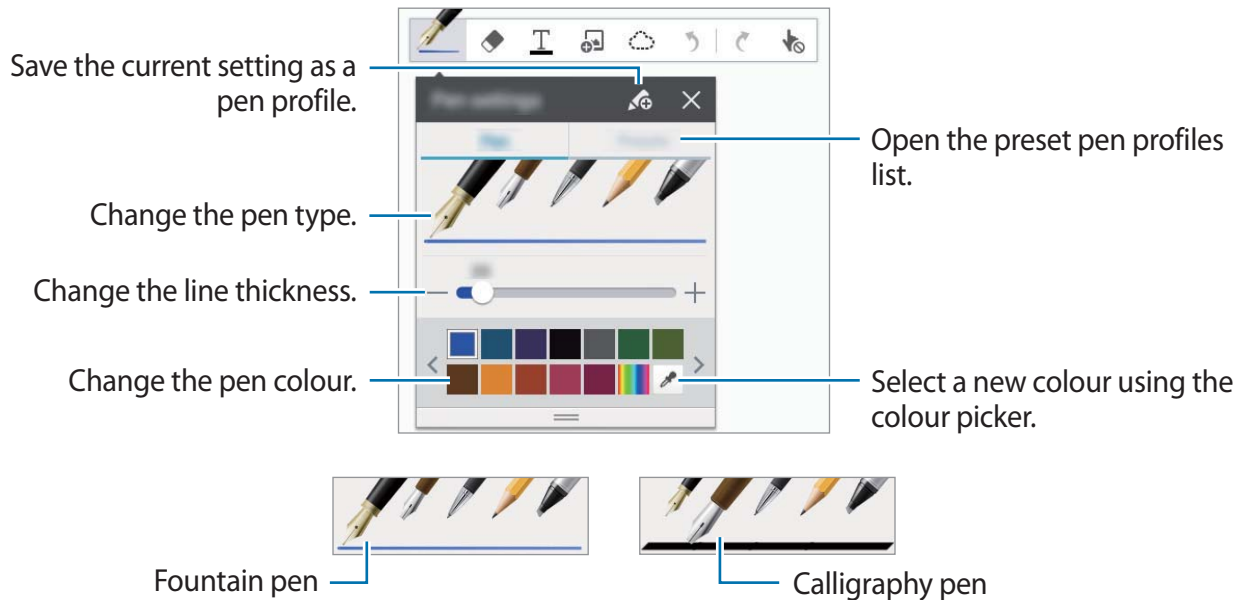 T
Save the current setting as a
pen profile.
Open the preset pen profiles
list.
Change the pen type.
Change the line thickness.
Change the pen colour.
Select a new colour using the
colour picker.
Fountain pen
Calligraphy pen